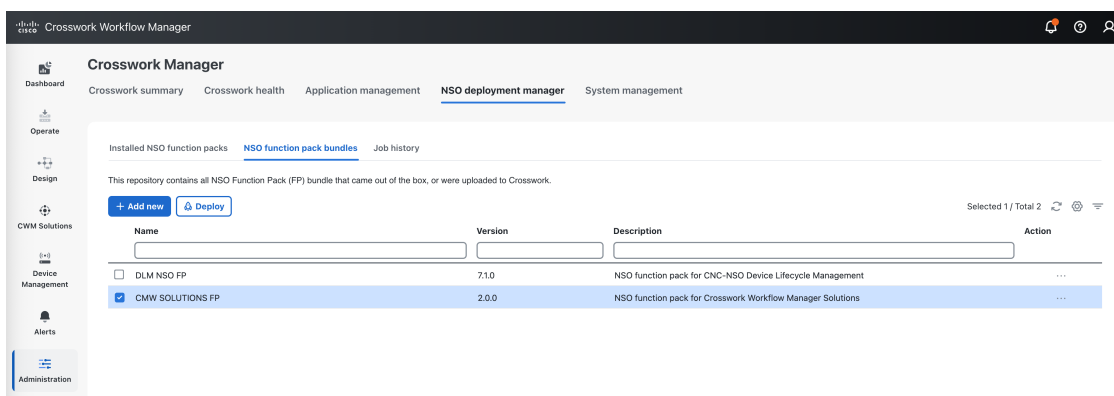 CISCO Crosswork Workflow Manager
Crosswork Manager
Dashboard
Crosswork summary Crosswork health Application management NSO deployment manager System management
Operate
Installed NSO function packs NSO function pack bundles Job history
Design
This repository contains all NSO Function Pack (FP) bundle that came out of the box, or were uploaded to Crosswork.
+ Add new Deploy Selected 1 / Total 2
CWM Solutions
Name Version Description Action
Device
Management
DLM NSO FP 7.1.0 NSO function pack for CNC-NSO Device Lifecycle Management ...
CMW SOLUTIONS FP 2.0.0 NSO function pack for Crosswork Workflow Manager Solutions ...
Alerts
Administration